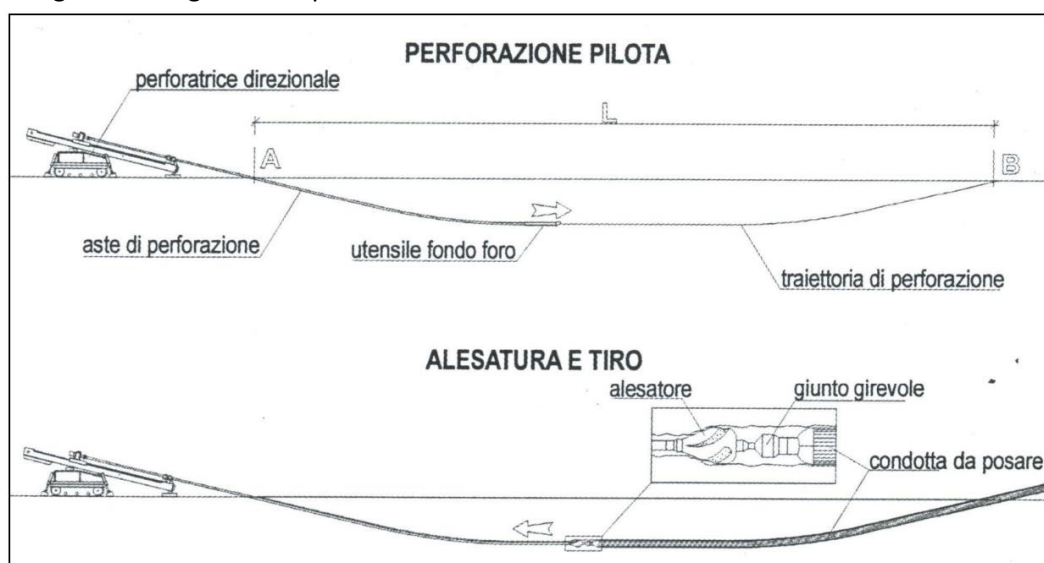 PERFORAZIONE PILOTA
perforatrice direzionale
L
A
B
aste di perforazione
utensile fondo foro
traiettoria di perforazione
ALESATURA E TIRO
alesatore
giunto girevole
condotta da posare